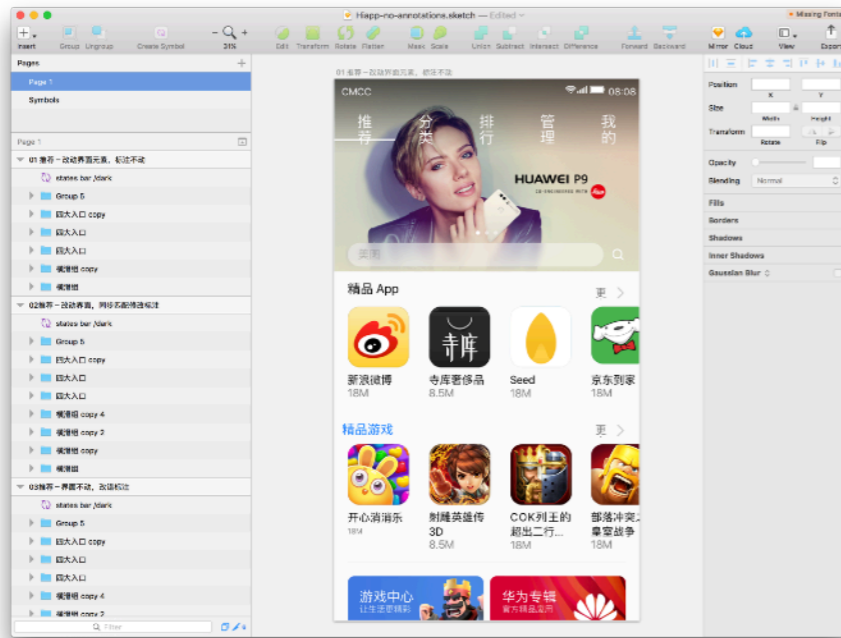 Hiapp-no-annotations.sketch — Edited
Missing Fonts
Insert
Group Ungroup
Create Symbol
31%
Edit Transform Rotate Flatten
Mask Scale
Union Subtract Intersect Difference
Forward Backward
Mirror Cloud
View
Export
Pages
Page 1
Symbols
Page 1
01 推荐－改动界面元素，标注不动
states bar /dark
Group 5
四大入口 copy
四大入口
四大入口
横滑组 copy
横滑组
02推荐－改动界面，同步匹配修改标注
states bar /dark
Group 5
四大入口 copy
四大入口
四大入口
横滑组 copy 4
横滑组 copy 2
横滑组 copy
横滑组
03推荐－界面不动，改造标注
states bar /dark
Group 5
四大入口 copy
四大入口
四大入口
横滑组 copy 4
横滑组 copy 2
Filter
01 推荐－改动界面元素，标注不动
CMCC
08:08
推荐
分类
排行
管理
我的
HUAWEI P9
CO-ENGINEERED WITH
美图
精品 App
更
新浪微博
18M
寺库
寺库奢侈品
8.5M
Seed
18M
京东到家
18M
精品游戏
更
开心消消乐
18M
射雕英雄传
3D
8.5M
COK列王的
超出二行...
18M
部落冲突:
皇室战争
18M
游戏中心
让生活更精彩
华为专辑
官方精品应用
Position
X
Y
Size
Width
Height
Transform
Rotate
Flip
Opacity
Blending
Normal
Fills
Borders
Shadows
Inner Shadows
Gaussian Blur